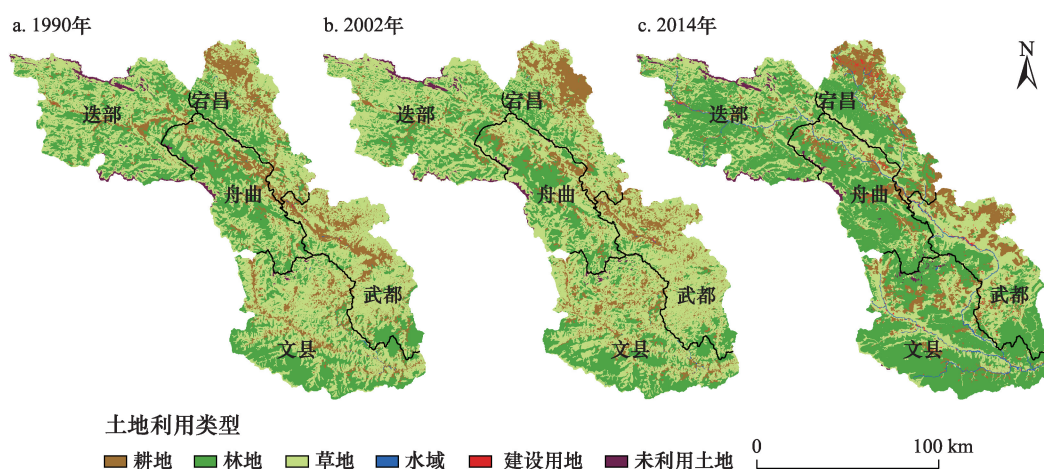 a. 1990年
b. 2002年
c. 2014年
N
宕昌
迭部
舟曲
武都
文县
宕昌
迭部
舟曲
武都
文县
宕昌
迭部
舟曲
武都
文县
土地利用类型
耕地 林地 草地 水域 建设用地 未利用土地
0 100 km